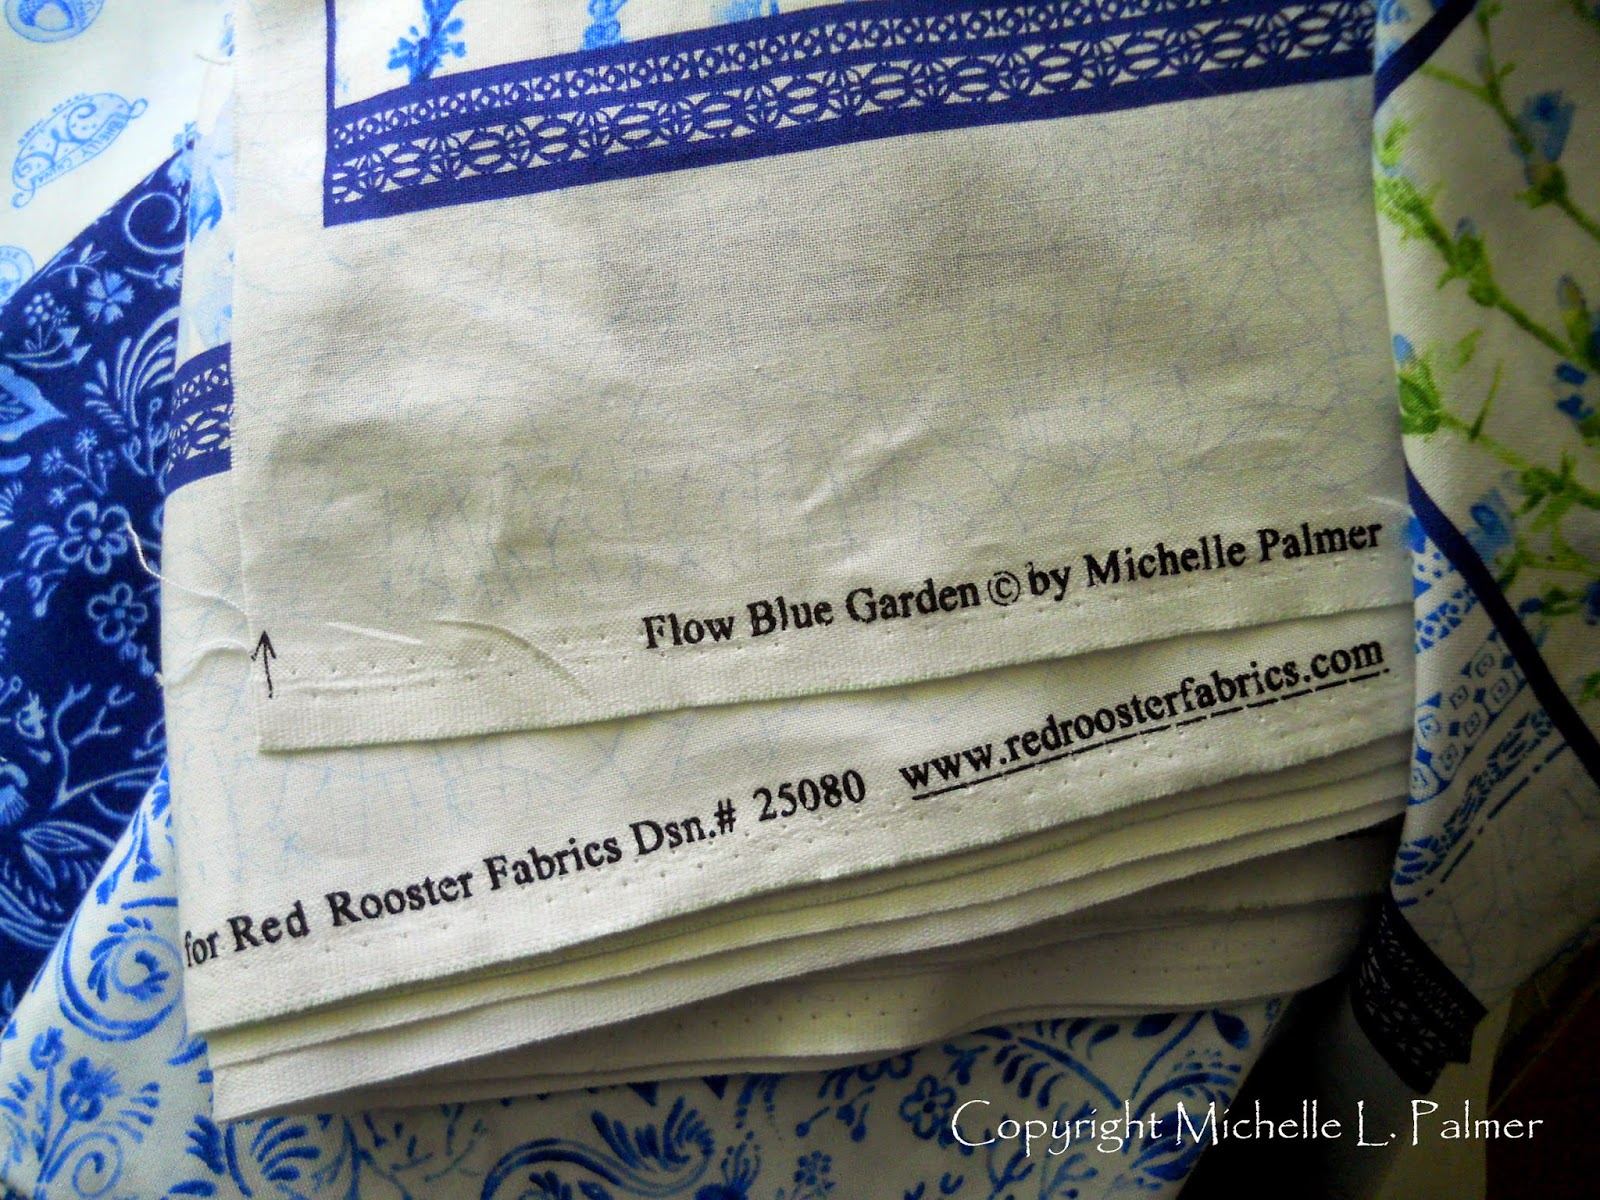 Flow Blue Garden © by Michelle Palmer
for Red Rooster Fabrics Dsn.# 25080 www.redroosterfabrics.com
Copyright Michelle L. Palmer